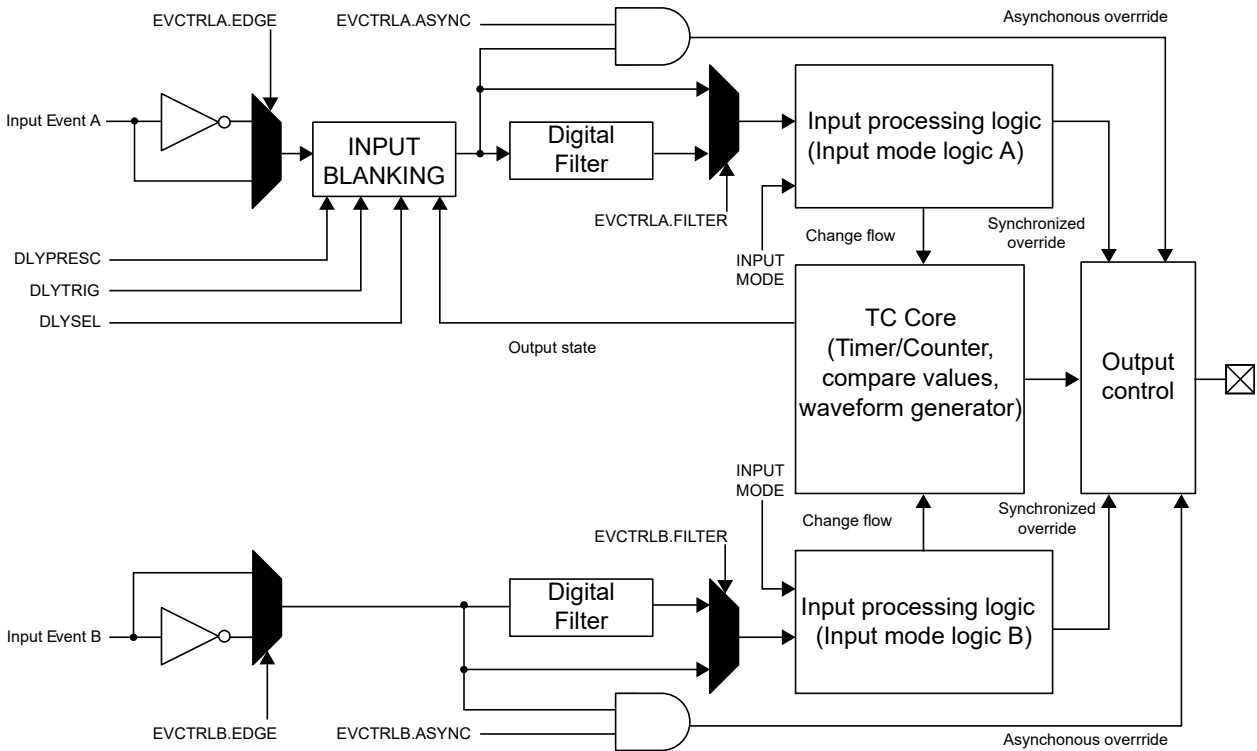 EVCTRLA.EDGE
EVCTRLA.ASYNC
Asynchonous overrride
Input Event A
INPUT
BLANKING
Digital
Filter
Input processing logic
(Input mode logic A)
EVCTRLA.FILTER
Change flow
Synchronized
override
INPUT
MODE
DLYPRESC
DLYTRIG
DLYSEL
Output state
TC Core
(Timer/Counter,
compare values,
waveform generator)
Output
control
INPUT
MODE
Change flow
Synchronized
override
EVCTRLB.FILTER
Digital
Filter
Input processing logic
(Input mode logic B)
Input Event B
EVCTRLB.EDGE
EVCTRLB.ASYNC
Asynchonous overrride